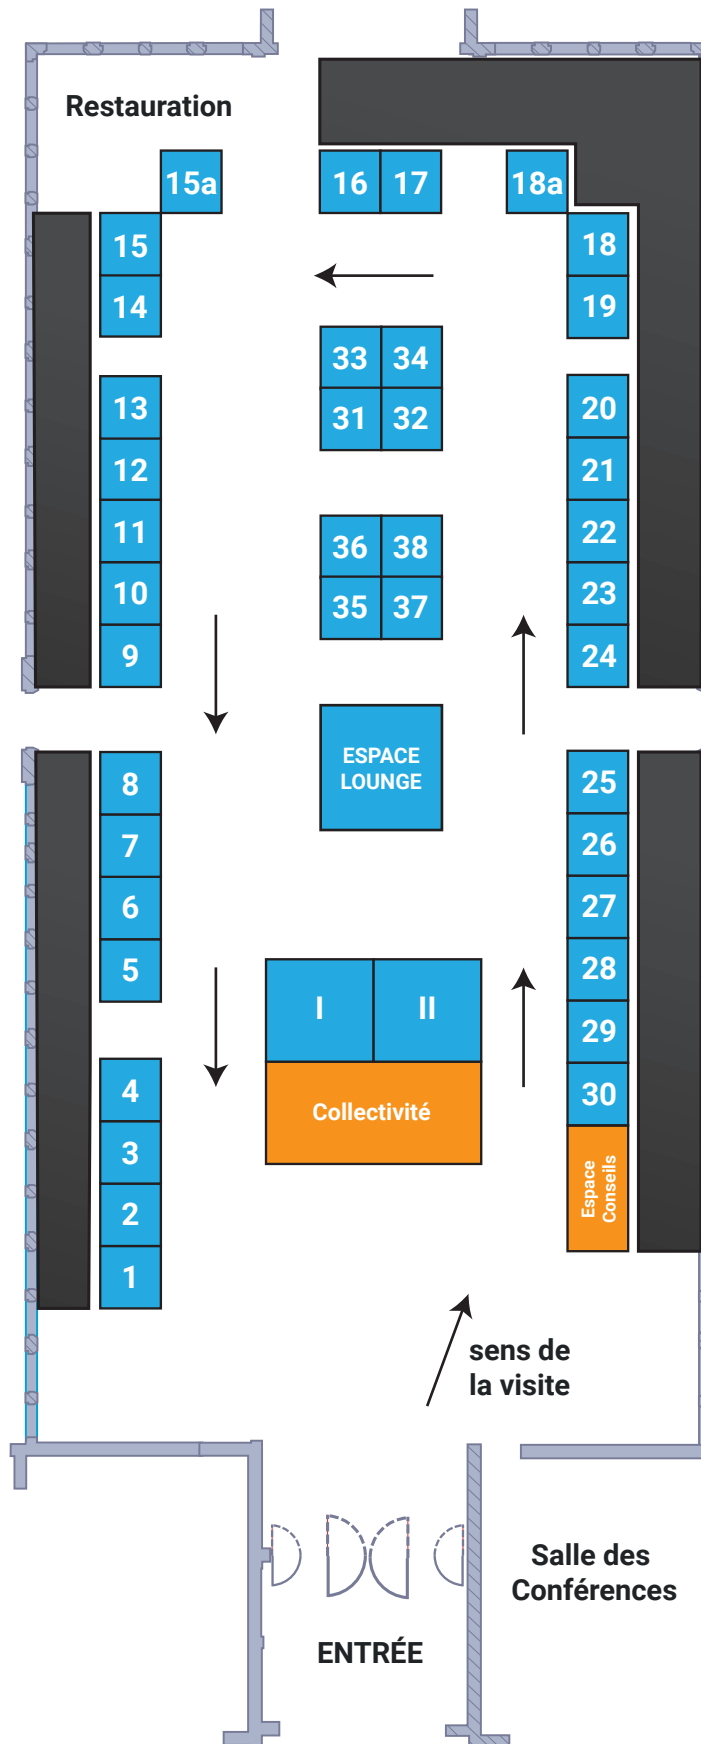 Restauration
15a
16
17
18a
15
18
14
19
33
34
31
32
13
20
12
21
11
22
36
38
10
23
35
37
9
24
ESPACE
LOUNGE
8
25
7
26
6
27
5
28
I
II
29
4
30
Collectivité
3
Espace
Conseils
2
1
sens de
la visite
Salle des
Conférences
ENTRÉE